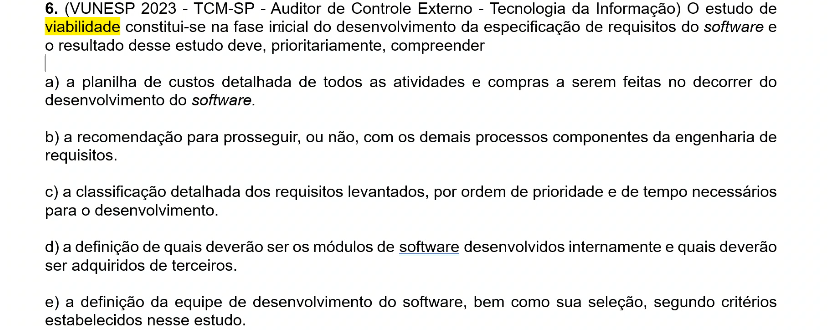 6. (VUNESP 2023 - TCM-SP - Auditor de Controle Externo - Tecnologia da Informação) O estudo de
viabilidade constitui-se na fase inicial do desenvolvimento da especificação de requisitos do software e
o resultado desse estudo deve, prioritariamente, compreender
a) a planilha de custos detalhada de todos as atividades e compras a serem feitas no decorrer do
desenvolvimento do software.
b) a recomendação para prosseguir, ou não, com os demais processos componentes da engenharia de
requisitos.
c) a classificação detalhada dos requisitos levantados, por ordem de prioridade e de tempo necessários
para o desenvolvimento.
d) a definição de quais deverão ser os módulos de software desenvolvidos internamente e quais deverão
ser adquiridos de terceiros.
e) a definição da equipe de desenvolvimento do software, bem como sua seleção, segundo critérios
estabelecidos nesse estudo.